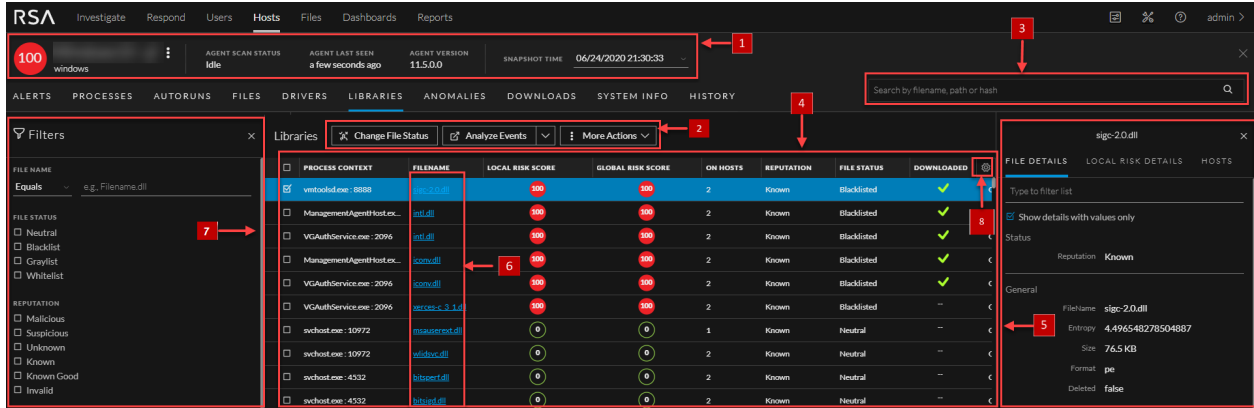 RSA Investigate Respond Users Hosts Files Dashboards Reports admin >
3
1
100
windows
AGENT SCAN STATUS
Idle
AGENT LAST SEEN
a few seconds ago
AGENT VERSION
11.5.0.0
SNAPSHOT TIME 06/24/2020 21:30:33
ALERTS PROCESSES AUTORUNS FILES DRIVERS LIBRARIES ANOMALIES DOWNLOADS SYSTEM INFO HISTORY
Search by filename, path or hash
4
Filters
FILE NAME
Equals e.g., Filename.dll
FILE STATUS
Neutral
Blacklist
Graylist
Whitelist
REPUTATION
Malicious
Suspicious
Unknown
Known
Known Good
Invalid
7
Libraries Change File Status Analyze Events More Actions
2
PROCESS CONTEXT FILENAME LOCAL RISK SCORE GLOBAL RISK SCORE ON HOSTS REPUTATION FILE STATUS DOWNLOADED
vmtoolsd.exe : 8888 sigc-2.0.dll 100 100 2 Known Blacklisted
ManagementAgentHost.ex... intl.dll 100 100 2 Known Blacklisted
VGAuthService.exe : 2096 intl.dll 100 100 2 Known Blacklisted
ManagementAgentHost.ex... iconv.dll 100 100 2 Known Blacklisted
VGAuthService.exe : 2096 iconv.dll 100 100 2 Known Blacklisted
VGAuthService.exe : 2096 xerces-c_3_1.dl 100 100 2 Known Blacklisted --
svchost.exe : 10972 msauserext.dll 0 0 1 Known Neutral --
svchost.exe : 10972 wlidsvc.dll 0 0 2 Known Neutral --
svchost.exe : 4532 bitsperf.dll 0 0 2 Known Neutral --
svchost.exe : 4532 bitsigd.dll 0 0 2 Known Neutral --
6
8
5
sigc-2.0.dll
FILE DETAILS LOCAL RISK DETAILS HOSTS
Type to filter list
Show details with values only
Status
Reputation Known
General
FileName sigc-2.0.dll
Entropy 4.496548278504887
Size 76.5 KB
Format pe
Deleted false